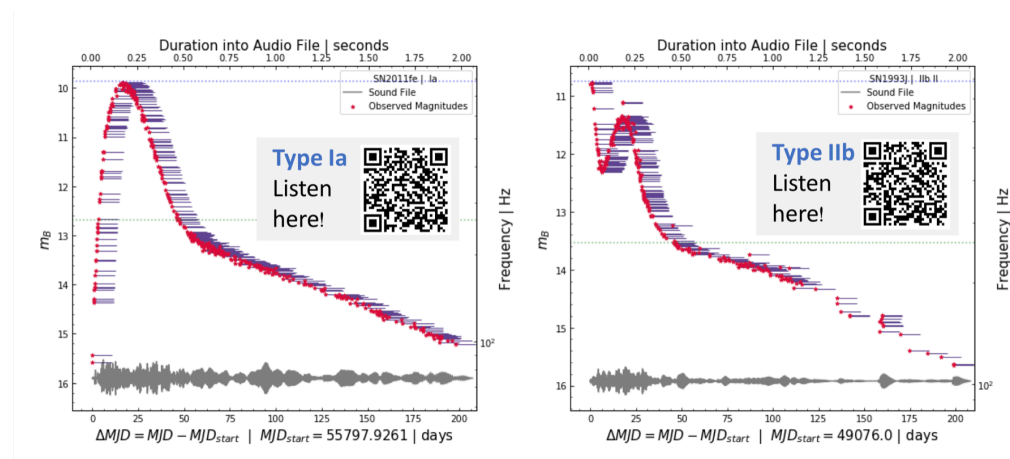 Duration into Audio File | seconds
0.00 0.25 0.50 0.75 1.00 1.25 1.50 1.75 2.00
SN2011fe | Ia
Sound File
Observed Magnitudes
10
11
12
13
14
15
16
m_B
Type Ia
Listen
here!
Frequency | Hz
10²
0 25 50 75 100 125 150 175 200
ΔMJD = MJD − MJD_start | MJD_start = 55797.9261 | days
Duration into Audio File | seconds
0.00 0.25 0.50 0.75 1.00 1.25 1.50 1.75 2.00
SN1993J | IIb II
Sound File
Observed Magnitudes
11
12
13
14
15
16
m_B
Type IIb
Listen
here!
Frequency | Hz
10²
0 25 50 75 100 125 150 175 200
ΔMJD = MJD − MJD_start | MJD_start = 49076.0 | days